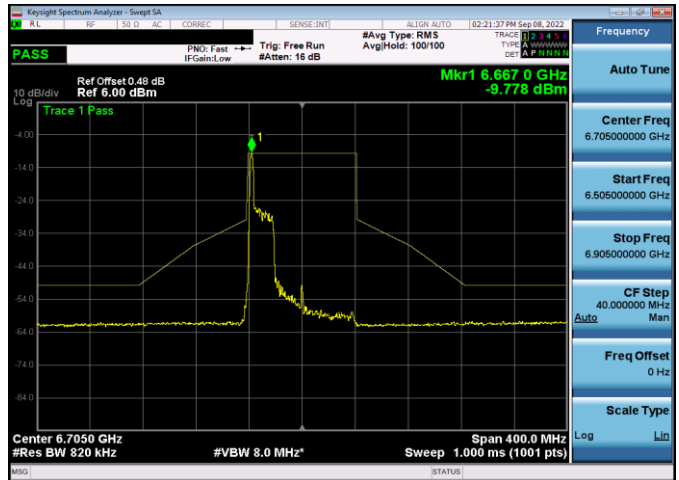 Keysight Spectrum Analyzer - Swept SA
RL RF 50 Ω AC CORREC SENSE:INT ALIGN AUTO 02:21:37 PM Sep 08, 2022
PASS
PNO: Fast
IFGain:Low
Trig: Free Run
#Atten: 16 dB
#Avg Type: RMS
Avg|Hold: 100/100
TRACE 1 2 3 4 5 6
TYPE A WWWWW
DET A P N N N N
Ref Offset 0.48 dB
10 dB/div Ref 6.00 dBm
Log
Mkr1 6.667 0 GHz
-9.778 dBm
Trace 1 Pass
1
-4.00
-14.0
-24.0
-34.0
-44.0
-54.0
-64.0
-74.0
-84.0
Center 6.7050 GHz Span 400.0 MHz
#Res BW 820 kHz #VBW 8.0 MHz* Sweep 1.000 ms (1001 pts)
MSG STATUS
Frequency
Auto Tune
Center Freq
6.705000000 GHz
Start Freq
6.505000000 GHz
Stop Freq
6.905000000 GHz
CF Step
40.000000 MHz
Auto Man
Freq Offset
0 Hz
Scale Type
Log Lin